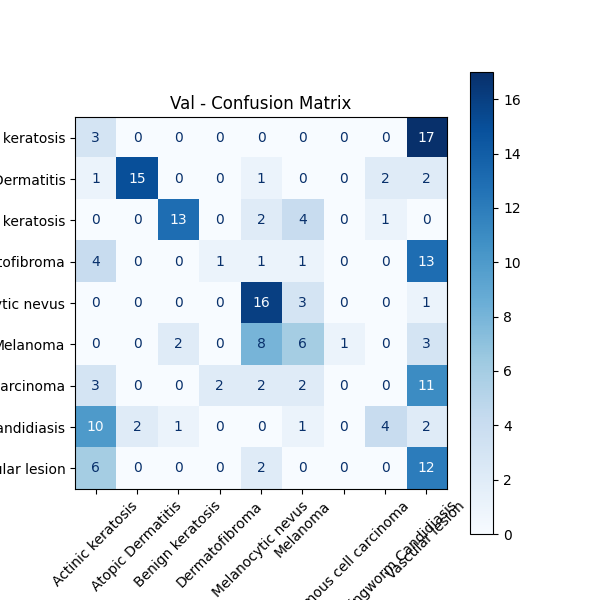 Val - Confusion Matrix
keratosis 3 0 0 0 0 0 0 0 17
Dermatitis 1 15 0 0 1 0 0 2 2
keratosis 0 0 13 0 2 4 0 1 0
tofibroma 4 0 0 1 1 1 0 0 13
ytic nevus 0 0 0 0 16 3 0 0 1
Melanoma 0 0 2 0 8 6 1 0 3
arcinoma 3 0 0 2 2 2 0 0 11
andidiasis 10 2 1 0 0 1 0 4 2
ular lesion 6 0 0 0 2 0 0 0 12
Actinic keratosis
Atopic Dermatitis
Benign keratosis
Dermatofibroma
Melanocytic nevus
Melanoma
mous cell carcinoma
ingworm Candidiasis
Vascular lesion
16
14
12
10
8
6
4
2
0